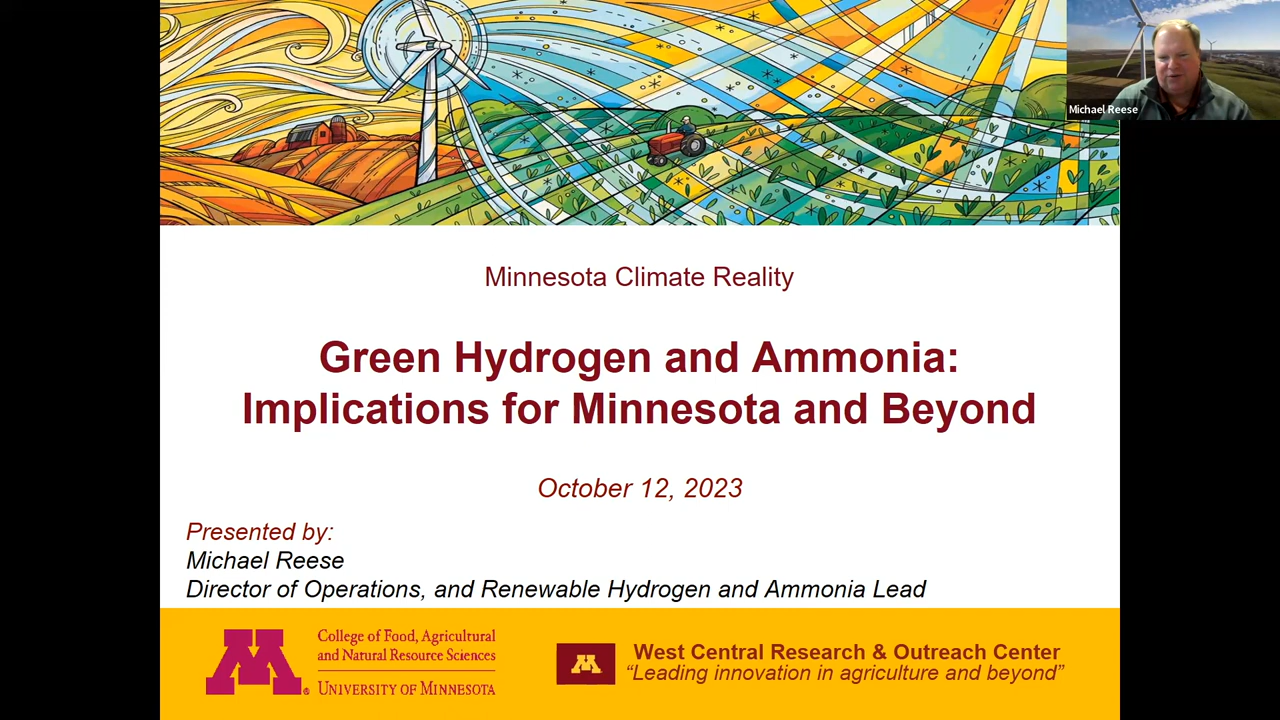 Michael Reese
Minnesota Climate Reality
Green Hydrogen and Ammonia:
Implications for Minnesota and Beyond
October 12, 2023
Presented by:
Michael Reese
Director of Operations, and Renewable Hydrogen and Ammonia Lead
M®
College of Food, Agricultural
and Natural Resource Sciences
University of Minnesota
M
West Central Research & Outreach Center
“Leading innovation in agriculture and beyond”